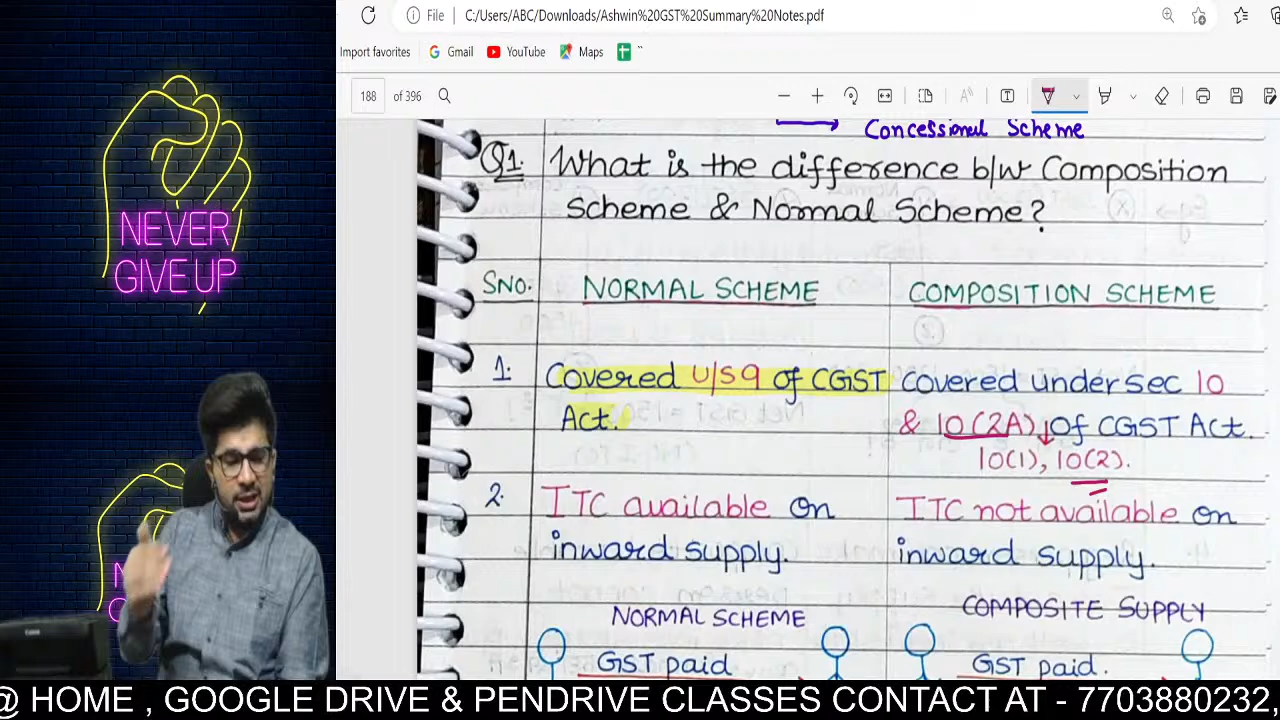 File C:/Users/ABC/Downloads/Ashwin%20GST%20Summary%20Notes.pdf
Import favorites Gmail YouTube Maps
188 of 396
NEVER
GIVE UP
Concessional Scheme
Q1. What is the difference b/w Composition
Scheme & Normal Scheme?
SNO. NORMAL SCHEME COMPOSITION SCHEME
1. Covered U/S 9 of CGST Covered under sec 10
Act. & 10(2A) of CGST Act.
10(1), 10(2).
2. ITC available on ITC not available on
inward supply. inward supply.
NORMAL SCHEME COMPOSITE SUPPLY
GST paid GST paid.
@ HOME , GOOGLE DRIVE & PENDRIVE CLASSES CONTACT AT - 7703880232,